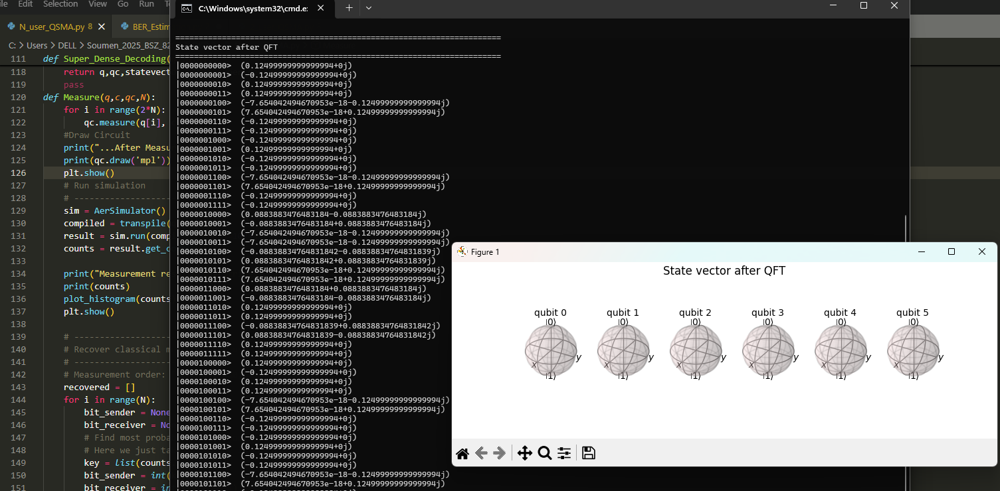 ile Edit Selection View Go Run T
C:\Windows\system32\cmd.e:
N_user_QSMA.py 8
BER_Estim
C: > Users > DELL > Soumen_2025_BSZ_82
111 def Super_Dense_Decoding(
118 return q,qc,statevect
119 pass
120 def Measure(q,c,qc,N):
121 for i in range(2*N):
122 qc.measure(q[i],
123 #Draw Circuit
124 print("...After Measu
125 print(qc.draw('mpl'))
126 plt.show()
127 # Run simulation
128 # -------------------
129 sim = AerSimulator()
130 compiled = transpile(
131 result = sim.run(comp
132 counts = result.get_c
133
134 print("Measurement re
135 print(counts)
136 plot_histogram(counts
137 plt.show()
138
139 # -------------------
140 # Recover classical m
141 # -------------------
142 # Measurement order:
143 recovered = []
144 for i in range(N):
145 bit_sender = None
146 bit_receiver = No
147 # Find most proba
148 # Here we just ta
149 key = list(counts
150 bit_sender = int(
151 bit_receiver = in
======================================================================
State vector after QFT
======================================================================
|0000000000> (0.12499999999999994+0j)
|0000000001> (-0.12499999999999994+0j)
|0000000010> (0.12499999999999994+0j)
|0000000011> (0.12499999999999994+0j)
|0000000100> (-7.654042494670953e-18-0.12499999999999994j)
|0000000101> (7.654042494670953e-18+0.12499999999999994j)
|0000000110> (-0.12499999999999994+0j)
|0000000111> (-0.12499999999999994+0j)
|0000001000> (-0.12499999999999994+0j)
|0000001001> (0.12499999999999994+0j)
|0000001010> (-0.12499999999999994+0j)
|0000001011> (-0.12499999999999994+0j)
|0000001100> (-7.654042494670953e-18-0.12499999999999994j)
|0000001101> (7.654042494670953e-18+0.12499999999999994j)
|0000001110> (-0.12499999999999994+0j)
|0000001111> (-0.12499999999999994+0j)
|0000010000> (0.0883883476483184-0.0883883476483184j)
|0000010001> (-0.0883883476483184+0.0883883476483184j)
|0000010010> (-7.654042494670953e-18-0.12499999999999994j)
|0000010011> (-7.654042494670953e-18-0.12499999999999994j)
|0000010100> (-0.08838834764831842-0.08838834764831839j)
|0000010101> (0.08838834764831842+0.08838834764831839j)
|0000010110> (7.654042494670953e-18+0.12499999999999994j)
|0000010111> (7.654042494670953e-18+0.12499999999999994j)
|0000011000> (0.0883883476483184+0.0883883476483184j)
|0000011001> (-0.0883883476483184-0.0883883476483184j)
|0000011010> (0.12499999999999994+0j)
|0000011011> (0.12499999999999994+0j)
|0000011100> (-0.08838834764831839+0.08838834764831842j)
|0000011101> (0.08838834764831839-0.08838834764831842j)
|0000011110> (0.12499999999999994+0j)
|0000011111> (0.12499999999999994+0j)
|0000100000> (0.12499999999999994+0j)
|0000100001> (-0.12499999999999994+0j)
|0000100010> (0.12499999999999994+0j)
|0000100011> (0.12499999999999994+0j)
|0000100100> (-7.654042494670953e-18-0.12499999999999994j)
|0000100101> (7.654042494670953e-18+0.12499999999999994j)
|0000100110> (-0.12499999999999994+0j)
|0000100111> (-0.12499999999999994+0j)
|0000101000> (-0.12499999999999994+0j)
|0000101001> (0.12499999999999994+0j)
|0000101010> (-0.12499999999999994+0j)
|0000101011> (-0.12499999999999994+0j)
|0000101100> (-7.654042494670953e-18-0.12499999999999994j)
|0000101101> (7.654042494670953e-18+0.12499999999999994j)
Figure 1
State vector after QFT
qubit 0 qubit 1 qubit 2 qubit 3 qubit 4 qubit 5
|0⟩ |0⟩ |0⟩ |0⟩ |0⟩ |0⟩
x y x y x y x y x y x y
|1⟩ |1⟩ |1⟩ |1⟩ |1⟩ |1⟩